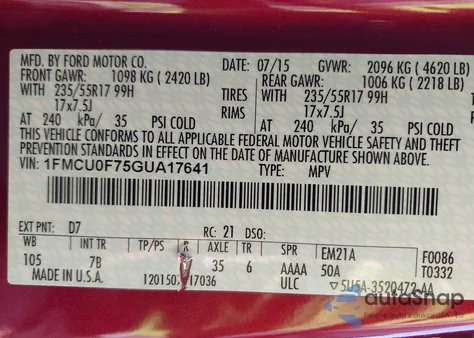 MFD. BY FORD MOTOR CO.
DATE: 07/15 GVWR: 2096 KG ( 4620 LB)
FRONT GAWR: 1098 KG ( 2420 LB) REAR GAWR: 1006 KG ( 2218 LB)
WITH 235/55R17 99H TIRES WITH 235/55R17 99H
17x7.5J RIMS 17x7.5J
AT 240 kPa/ 35 PSI COLD AT 240 kPa/ 35 PSI COLD
THIS VEHICLE CONFORMS TO ALL APPLICABLE FEDERAL MOTOR VEHICLE SAFETY AND THEFT
PREVENTION STANDARDS IN EFFECT ON THE DATE OF MANUFACTURE SHOWN ABOVE.
VIN: 1FMCU0F75GUA17641 TYPE: MPV
EXT PNT: D7 RC: 21 DSO:
WB INT TR TP/PS R AXLE TR SPR EM21A F0086
105 7B 35 6 AAAA 50A T0332
MADE IN U.S.A. ULC 5U5A-3520472-AA
autoShap